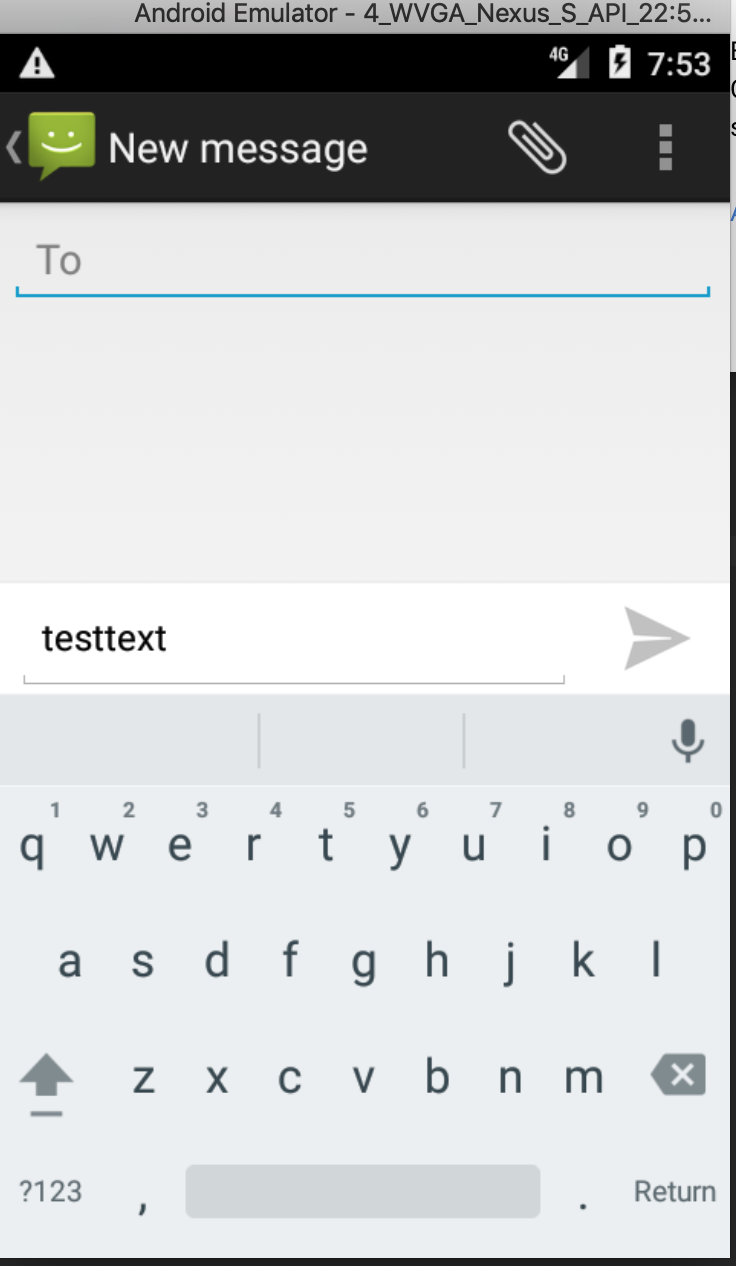 Android Emulator - 4_WVGA_Nexus_S_API_22:5...
4G 7:53
New message
To
testtext
1 2 3 4 5 6 7 8 9 0
q w e r t y u i o p
a s d f g h j k l
z x c v b n m
?123 , . Return